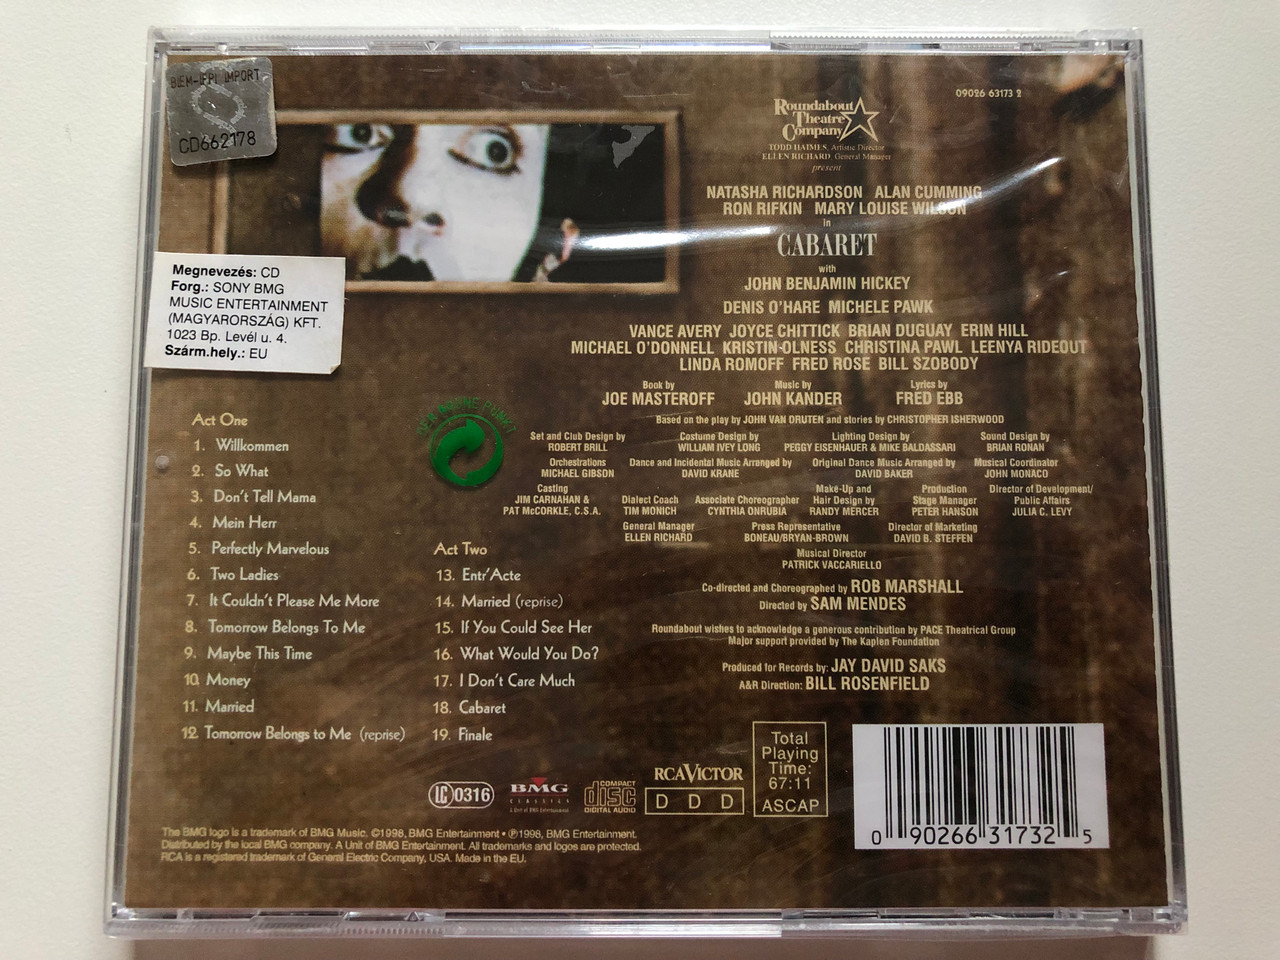 BIEM-IFPI IMPORT
CD662178
Megnevezés: CD
Forg.: SONY BMG
MUSIC ENTERTAINMENT
(MAGYARORSZÁG) KFT.
1023 Bp. Levél u. 4.
Szárm.hely.: EU
09026 63173 2
Roundabout
Theatre
Company
TODD HAIMES, Artistic Director
ELLEN RICHARD, General Manager
present
NATASHA RICHARDSON ALAN CUMMING
RON RIFKIN MARY LOUISE WILSON
in
CABARET
with
JOHN BENJAMIN HICKEY
DENIS O'HARE MICHELE PAWK
VANCE AVERY JOYCE CHITTICK BRIAN DUGUAY ERIN HILL
MICHAEL O'DONNELL KRISTIN OLNESS CHRISTINA PAWL LEENYA RIDEOUT
LINDA ROMOFF FRED ROSE BILL SZOBODY
Book by Music by Lyrics by
JOE MASTEROFF JOHN KANDER FRED EBB
Based on the play by JOHN VAN DRUTEN and stories by CHRISTOPHER ISHERWOOD
Set and Club Design by Costume Design by Lighting Design by Sound Design by
ROBERT BRILL WILLIAM IVEY LONG PEGGY EISENHAUER & MIKE BALDASSARI BRIAN RONAN
Orchestrations Dance and Incidental Music Arranged by Original Dance Music Arranged by Musical Coordinator
MICHAEL GIBSON DAVID KRANE DAVID BAKER JOHN MONACO
Casting Make-Up and Production Director of Development/
JIM CARNAHAN & Dialect Coach Associate Choreographer Hair Design by Stage Manager Public Affairs
PAT McCORKLE, C.S.A. TIM MONICH CYNTHIA ONRUBIA RANDY MERCER PETER HANSON JULIA C. LEVY
General Manager Press Representative Director of Marketing
ELLEN RICHARD BONEAU/BRYAN-BROWN DAVID B. STEFFEN
Musical Director
PATRICK VACCARIELLO
Co-directed and Choreographed by ROB MARSHALL
Directed by SAM MENDES
Roundabout wishes to acknowledge a generous contribution by PACE Theatrical Group
Major support provided by The Kaplen Foundation
Produced for Records by: JAY DAVID SAKS
A&R Direction: BILL ROSENFIELD
DER GRÜNE PUNKT
Act One
1. Willkommen
2. So What
3. Don't Tell Mama
4. Mein Herr
5. Perfectly Marvelous
6. Two Ladies
7. It Couldn't Please Me More
8. Tomorrow Belongs To Me
9. Maybe This Time
10. Money
11. Married
12. Tomorrow Belongs to Me (reprise)
Act Two
13. Entr'Acte
14. Married (reprise)
15. If You Could See Her
16. What Would You Do?
17. I Don't Care Much
18. Cabaret
19. Finale
LC 0316
BMG
CLASSICS
A Unit of BMG Entertainment
COMPACT
disc
DIGITAL AUDIO
RCA VICTOR
D D D
Total
Playing
Time:
67:11
ASCAP
0 90266 31732 5
The BMG logo is a trademark of BMG Music. ©1998, BMG Entertainment • ℗1998, BMG Entertainment.
Distributed by the local BMG company. A Unit of BMG Entertainment. All trademarks and logos are protected.
RCA is a registered trademark of General Electric Company, USA. Made in the EU.